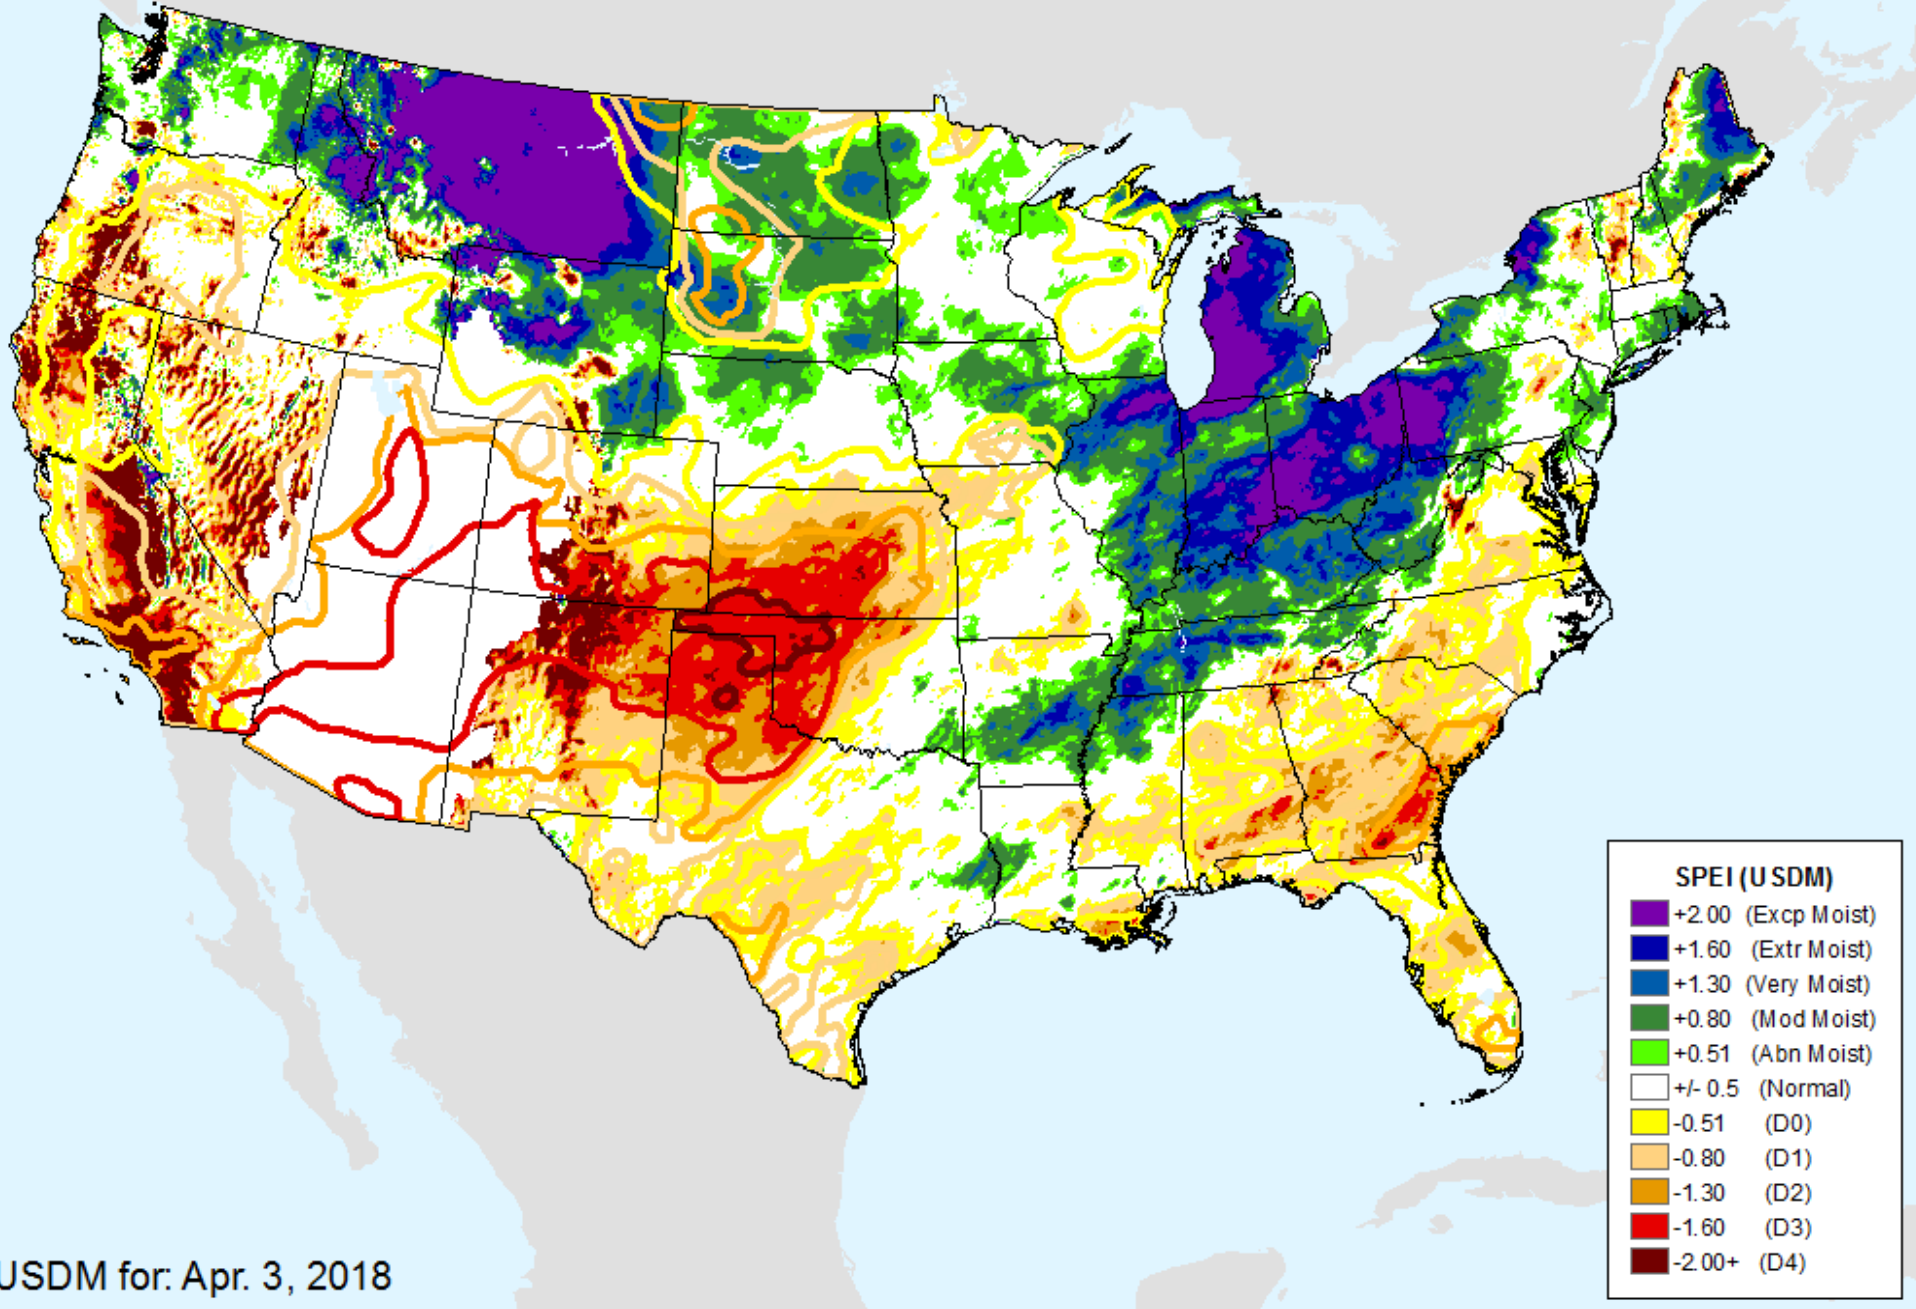 SPEI (USDM)
+2.00 (Excp Moist)
+1.60 (Extr Moist)
+1.30 (Very Moist)
+0.80 (Mod Moist)
+0.51 (Abn Moist)
+/- 0.5 (Normal)
-0.51 (D0)
-0.80 (D1)
-1.30 (D2)
-1.60 (D3)
-2.00+ (D4)
USDM for: Apr. 3, 2018